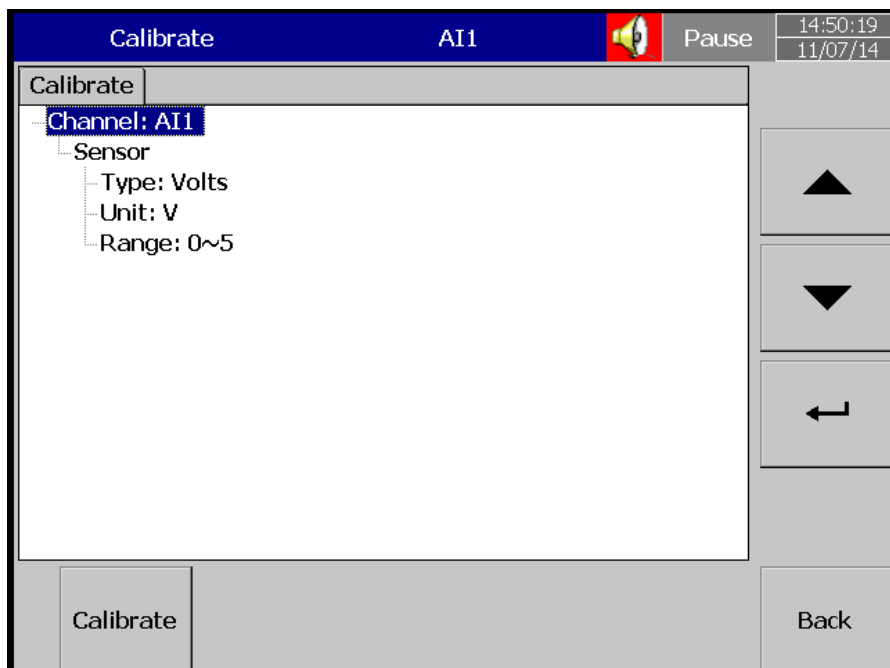 Calibrate AI1 Pause 14:50:19
11/07/14
Calibrate
Channel: AI1
Sensor
Type: Volts
Unit: V
Range: 0~5
Calibrate Back